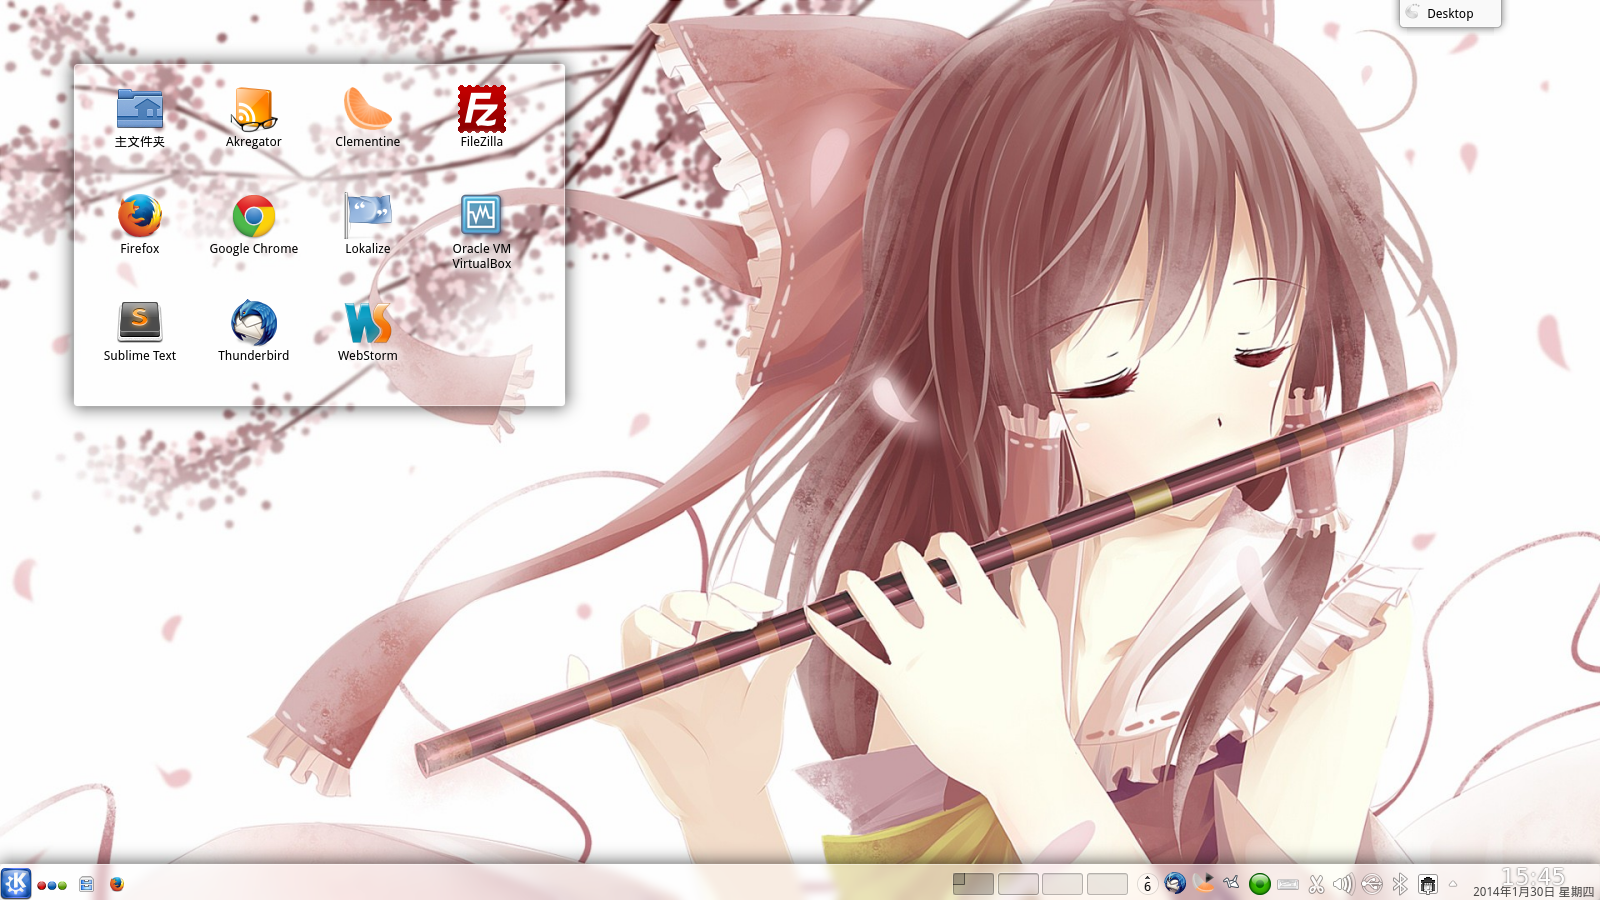 Desktop
主文件夹
Akregator
Clementine
FileZilla
Firefox
Google Chrome
Lokalize
Oracle VM
VirtualBox
Sublime Text
Thunderbird
WebStorm
6
15:45
2014年1月30日 星期四